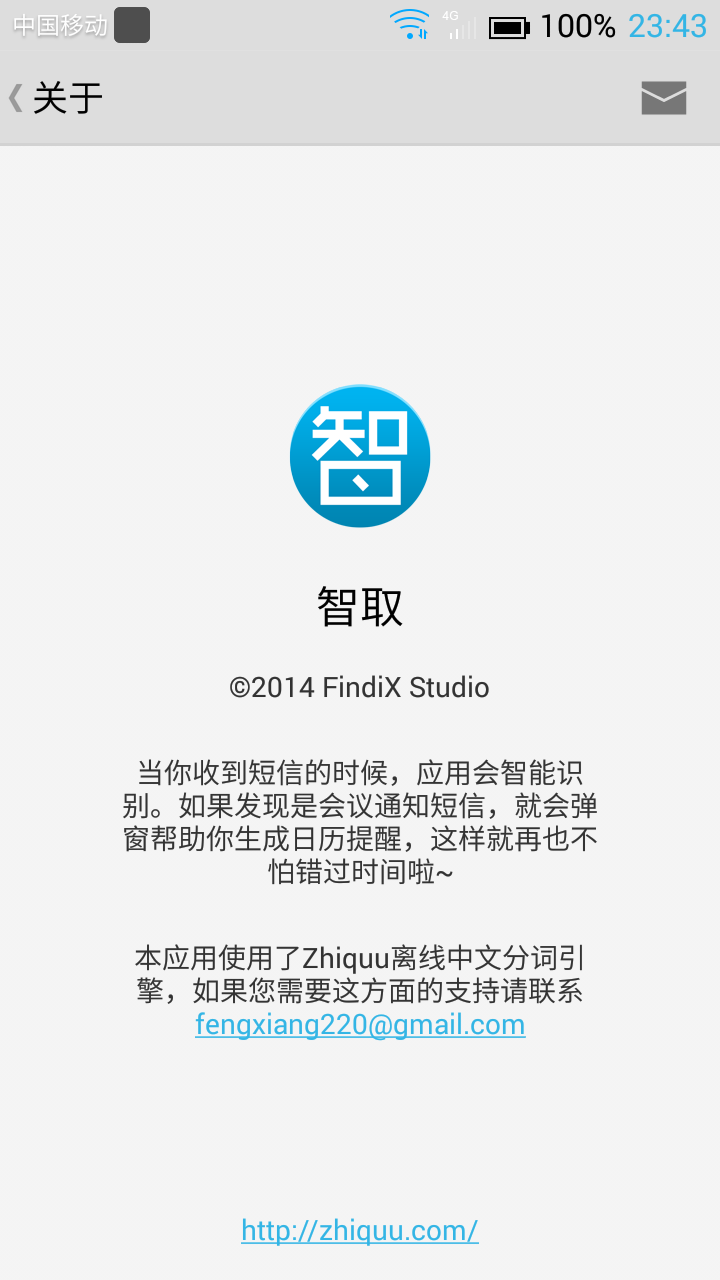 中国移动 4G 100% 23:43
关于
智
智取
©2014 FindiX Studio
当你收到短信的时候，应用会智能识
别。如果发现是会议通知短信，就会弹
窗帮助你生成日历提醒，这样就再也不
怕错过时间啦~
本应用使用了Zhiquu离线中文分词引
擎，如果您需要这方面的支持请联系
fengxiang220@gmail.com
http://zhiquu.com/